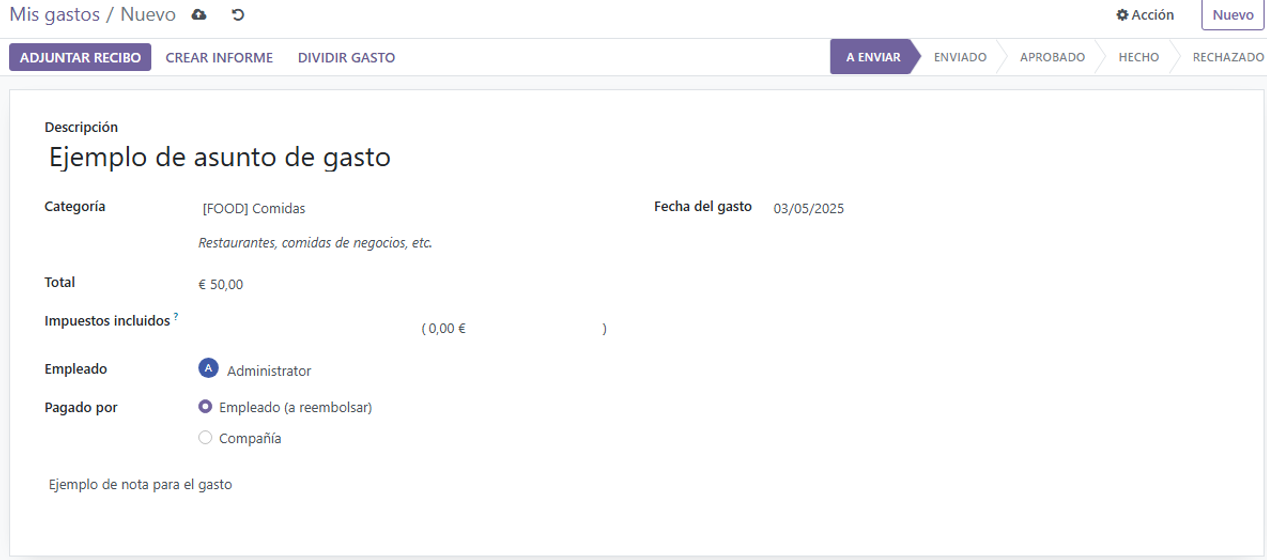 Mis gastos / Nuevo
Acción
Nuevo
ADJUNTAR RECIBO
CREAR INFORME
DIVIDIR GASTO
A ENVIAR
ENVIADO
APROBADO
HECHO
RECHAZADO
Descripción
Ejemplo de asunto de gasto
Categoría
[FOOD] Comidas
Fecha del gasto
03/05/2025
Restaurantes, comidas de negocios, etc.
Total
€ 50,00
Impuestos incluidos ?
( 0,00 € )
Empleado
A Administrator
Pagado por
Empleado (a reembolsar)
Compañía
Ejemplo de nota para el gasto